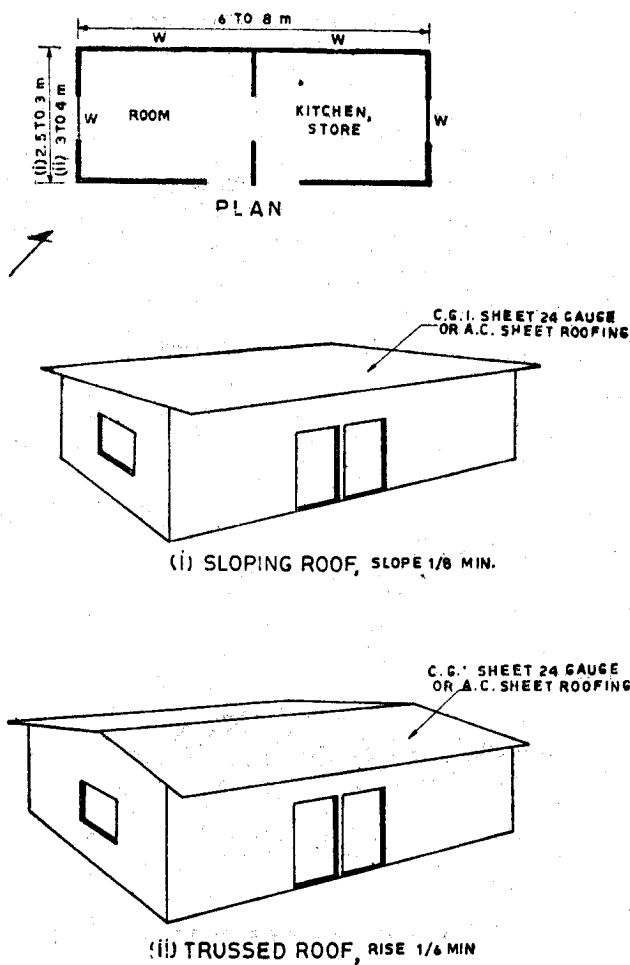 6 TO 8 m
W W
(i) 2.5 TO 3 m
(ii) 3 TO 4 m
W ROOM KITCHEN, W
STORE
PLAN
C.G.I. SHEET 24 GAUGE
OR A.C. SHEET ROOFING
(i) SLOPING ROOF, SLOPE 1/8 MIN.
C.G.' SHEET 24 GAUGE
OR A.C. SHEET ROOFING
(ii) TRUSSED ROOF, RISE 1/6 MIN